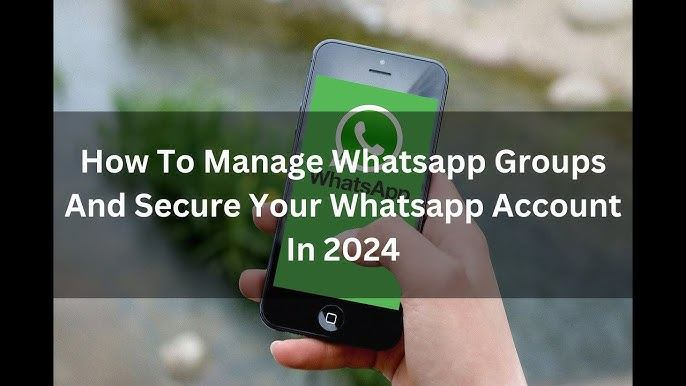 How To Manage Whatsapp Groups
And Secure Your Whatsapp Account
In 2024
WhatsApp